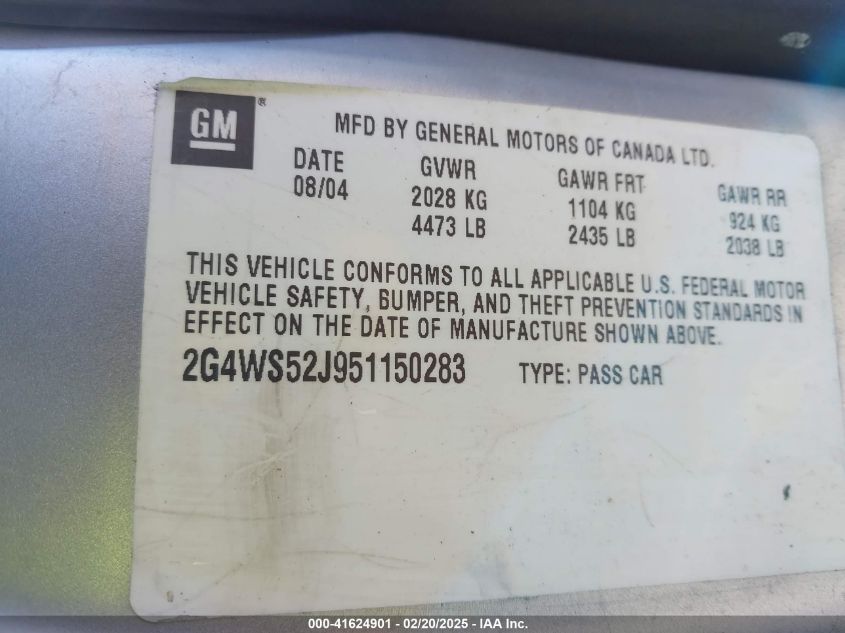 GM®
MFD BY GENERAL MOTORS OF CANADA LTD.
DATE GVWR GAWR FRT GAWR RR
08/04 2028 KG 1104 KG 924 KG
4473 LB 2435 LB 2038 LB
THIS VEHICLE CONFORMS TO ALL APPLICABLE U.S. FEDERAL MOTOR
VEHICLE SAFETY, BUMPER, AND THEFT PREVENTION STANDARDS IN
EFFECT ON THE DATE OF MANUFACTURE SHOWN ABOVE.
2G4WS52J951150283 TYPE: PASS CAR
000-41624901 - 02/20/2025 - IAA Inc.